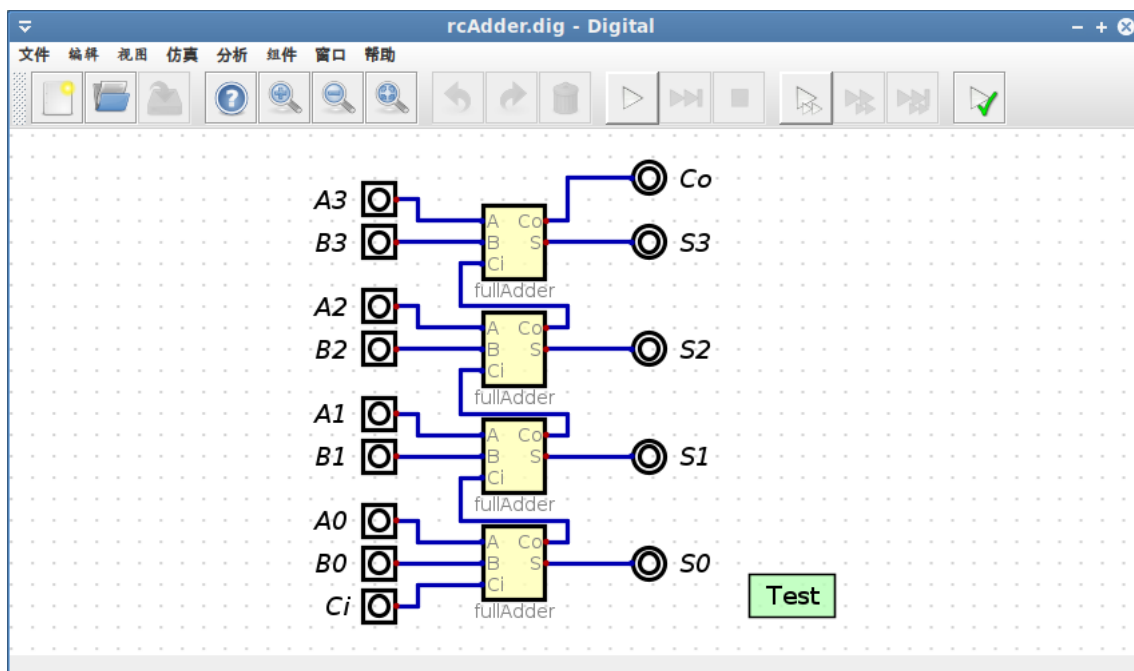 rcAdder.dig - Digital
文件 编辑 视图 仿真 分析 组件 窗口 帮助
Co
A3
A Co
S3
B3
B S
Ci
fullAdder
A2
A Co
B2
B S
S2
Ci
fullAdder
A1
A Co
B1
B S
S1
Ci
fullAdder
A0
A Co
B0
B S
S0
Ci
Ci
fullAdder
Test